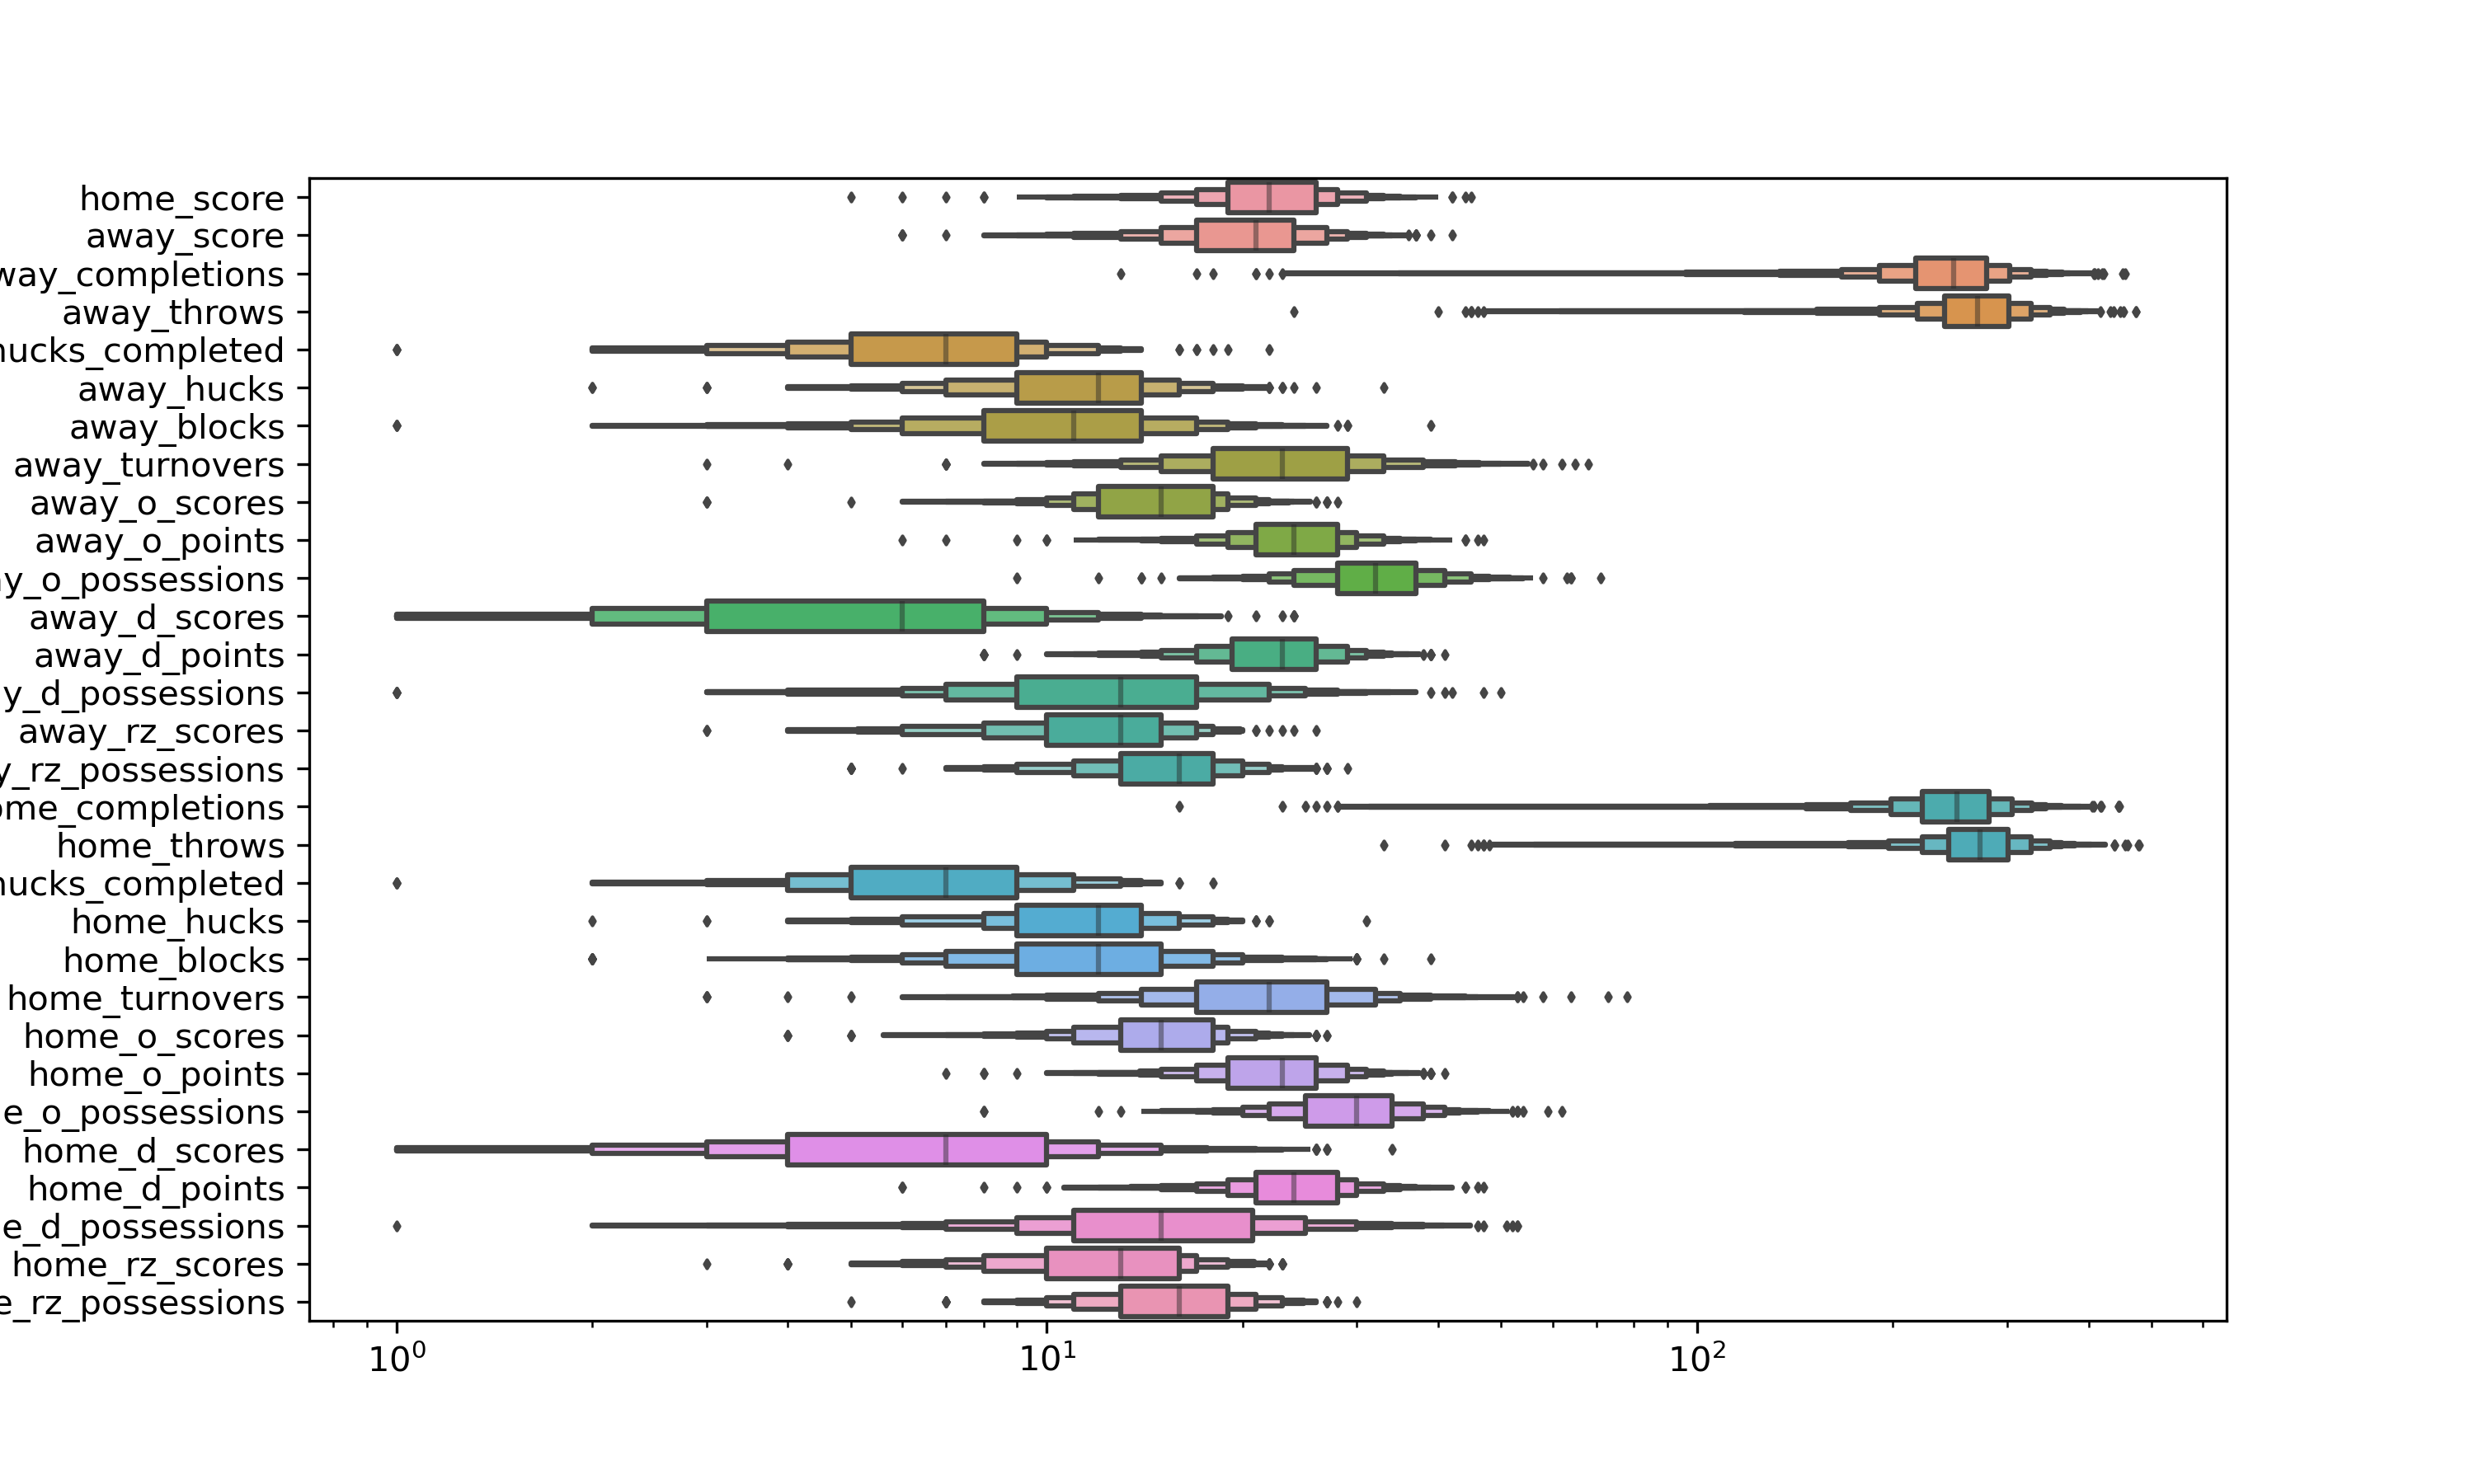 home_score
away_score
way_completions
away_throws
hucks_completed
away_hucks
away_blocks
away_turnovers
away_o_scores
away_o_points
y_o_possessions
away_d_scores
away_d_points
y_d_possessions
away_rz_scores
y_rz_possessions
ome_completions
home_throws
hucks_completed
home_hucks
home_blocks
home_turnovers
home_o_scores
home_o_points
e_o_possessions
home_d_scores
home_d_points
e_d_possessions
home_rz_scores
e_rz_possessions
10⁰ 10¹ 10²